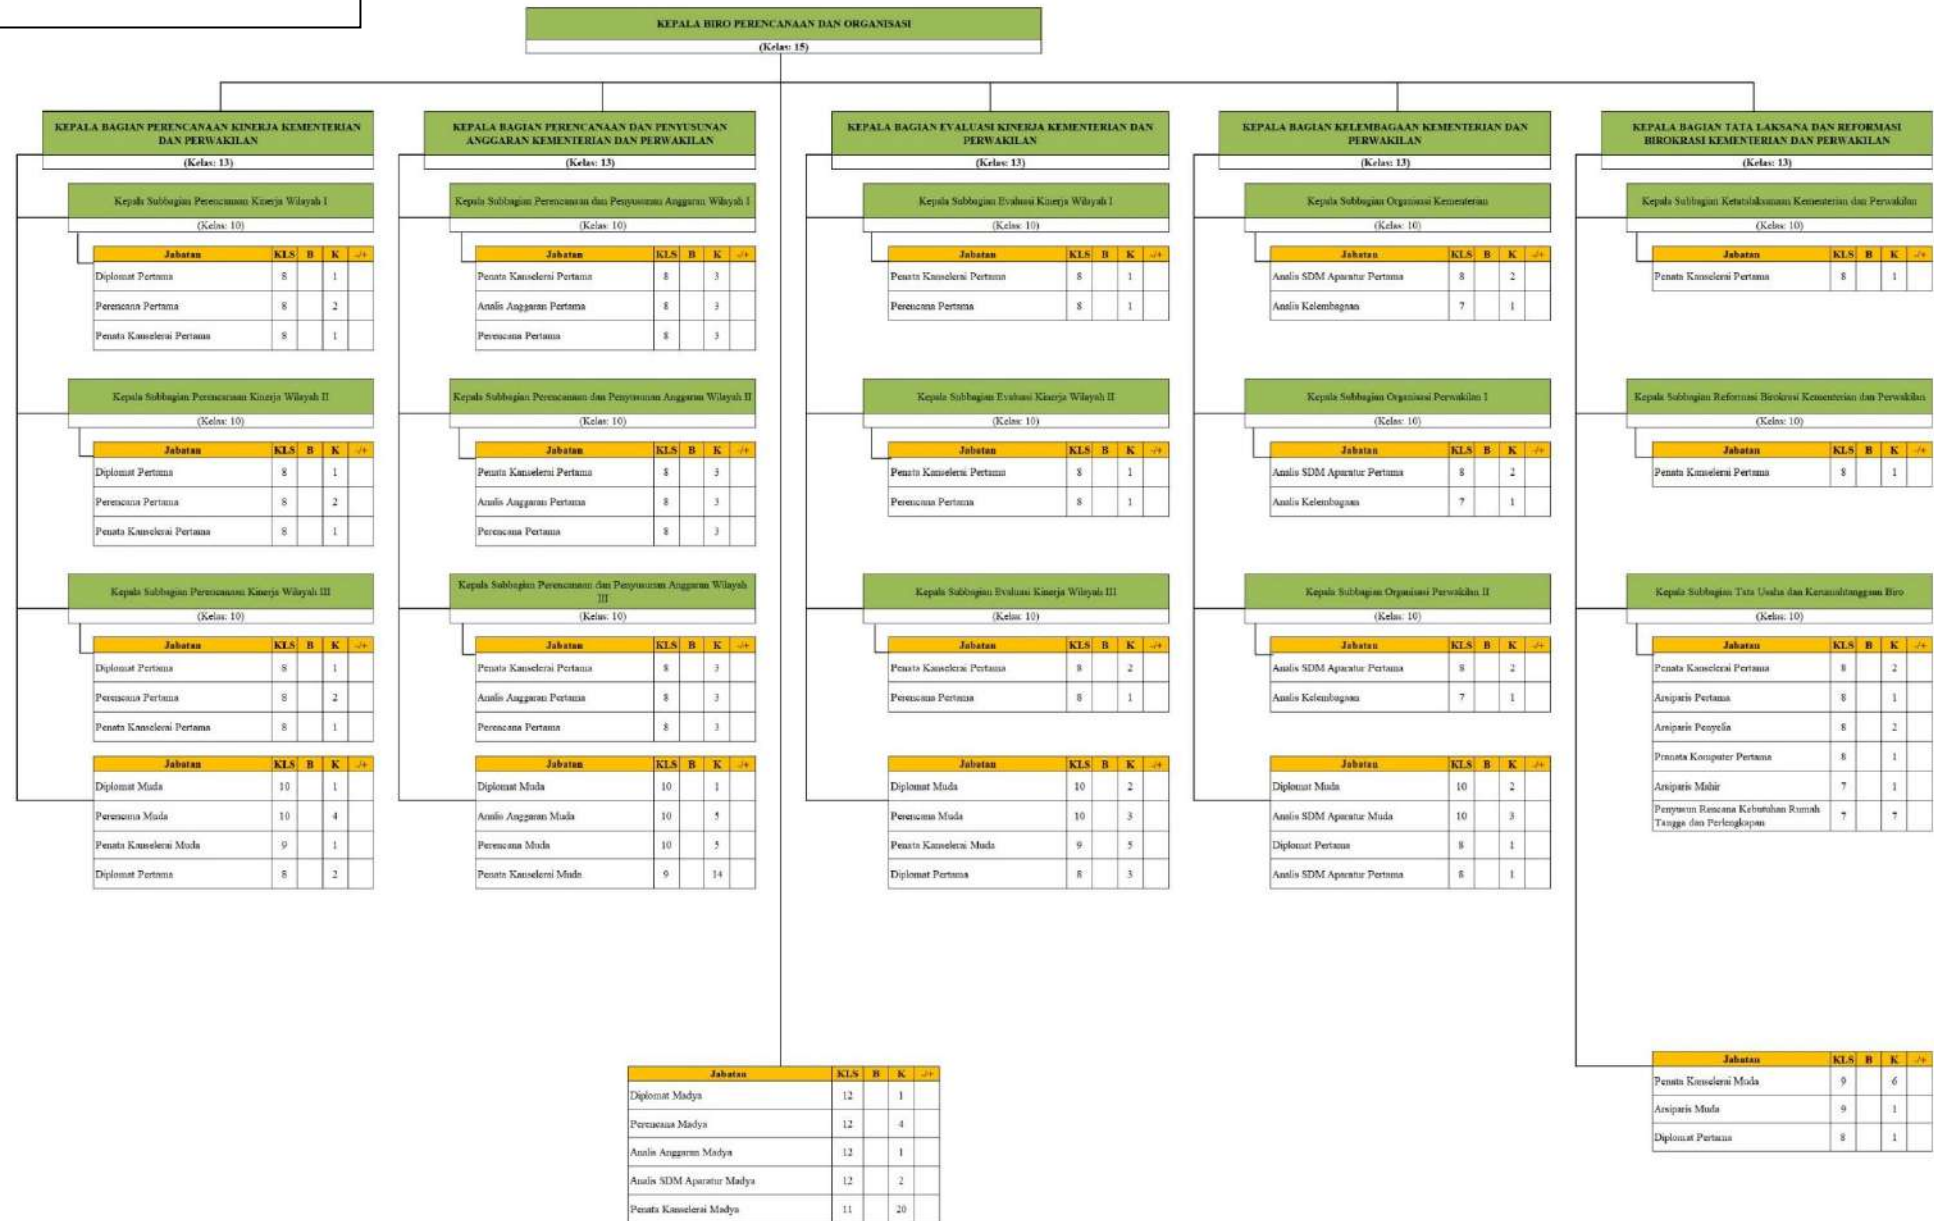 KEPALA BIRO PERENCANAAN DAN ORGANISASI
(Kelas: 15)
KEPALA BAGIAN PERENCANAAN KINERJA KEMENTERIAN
DAN PERWAKILAN
(Kelas: 13)
Kepala Subbagian Perencanaan Kinerja Wilayah I
(Kelas: 10)
Jabatan KLS B K -/+
Diplomat Pertama 8 1
Perencana Pertama 8 2
Penata Kanselerai Pertama 8 1
Kepala Subbagian Perencanaan Kinerja Wilayah II
(Kelas: 10)
Jabatan KLS B K -/+
Diplomat Pertama 8 1
Perencana Pertama 8 2
Penata Kanselerai Pertama 8 1
Kepala Subbagian Perencanaan Kinerja Wilayah III
(Kelas: 10)
Jabatan KLS B K -/+
Diplomat Pertama 8 1
Perencana Pertama 8 2
Penata Kanselerai Pertama 8 1
Jabatan KLS B K -/+
Diplomat Muda 10 1
Perencana Muda 10 4
Penata Kanselerai Muda 9 1
Diplomat Pertama 8 2
KEPALA BAGIAN PERENCANAAN DAN PENYUSUNAN
ANGGARAN KEMENTERIAN DAN PERWAKILAN
(Kelas: 13)
Kepala Subbagian Perencanaan dan Penyusunan Anggaran Wilayah I
(Kelas: 10)
Jabatan KLS B K -/+
Penata Kanselerai Pertama 8 3
Analis Anggaran Pertama 8 3
Perencana Pertama 8 3
Kepala Subbagian Perencanaan dan Penyusunan Anggaran Wilayah II
(Kelas: 10)
Jabatan KLS B K -/+
Penata Kanselerai Pertama 8 3
Analis Anggaran Pertama 8 3
Perencana Pertama 8 3
Kepala Subbagian Perencanaan dan Penyusunan Anggaran Wilayah
III
(Kelas: 10)
Jabatan KLS B K -/+
Penata Kanselerai Pertama 8 3
Analis Anggaran Pertama 8 3
Perencana Pertama 8 3
Jabatan KLS B K -/+
Diplomat Muda 10 1
Analis Anggaran Muda 10 5
Perencana Muda 10 5
Penata Kanselerai Muda 9 14
KEPALA BAGIAN EVALUASI KINERJA KEMENTERIAN DAN
PERWAKILAN
(Kelas: 13)
Kepala Subbagian Evaluasi Kinerja Wilayah I
(Kelas: 10)
Jabatan KLS B K -/+
Penata Kanselerai Pertama 8 1
Perencana Pertama 8 1
Kepala Subbagian Evaluasi Kinerja Wilayah II
(Kelas: 10)
Jabatan KLS B K -/+
Penata Kanselerai Pertama 8 1
Perencana Pertama 8 1
Kepala Subbagian Evaluasi Kinerja Wilayah III
(Kelas: 10)
Jabatan KLS B K -/+
Penata Kanselerai Pertama 8 2
Perencana Pertama 8 1
Jabatan KLS B K -/+
Diplomat Muda 10 2
Perencana Muda 10 3
Penata Kanselerai Muda 9 5
Diplomat Pertama 8 3
KEPALA BAGIAN KELEMBAGAAN KEMENTERIAN DAN
PERWAKILAN
(Kelas: 13)
Kepala Subbagian Organisasi Kementerian
(Kelas: 10)
Jabatan KLS B K -/+
Analis SDM Aparatur Pertama 8 2
Analis Kelembagaan 7 1
Kepala Subbagian Organisasi Perwakilan I
(Kelas: 10)
Jabatan KLS B K -/+
Analis SDM Aparatur Pertama 8 2
Analis Kelembagaan 7 1
Kepala Subbagian Organisasi Perwakilan II
(Kelas: 10)
Jabatan KLS B K -/+
Analis SDM Aparatur Pertama 8 2
Analis Kelembagaan 7 1
Jabatan KLS B K -/+
Diplomat Muda 10 2
Analis SDM Aparatur Muda 10 3
Diplomat Pertama 8 1
Analis SDM Aparatur Pertama 8 1
KEPALA BAGIAN TATA LAKSANA DAN REFORMASI
BIROKRASI KEMENTERIAN DAN PERWAKILAN
(Kelas: 13)
Kepala Subbagian Ketatalaksanaan Kementerian dan Perwakilan
(Kelas: 10)
Jabatan KLS B K -/+
Penata Kanselerai Pertama 8 1
Kepala Subbagian Reformasi Birokrasi Kementerian dan Perwakilan
(Kelas: 10)
Jabatan KLS B K -/+
Penata Kanselerai Pertama 8 1
Kepala Subbagian Tata Usaha dan Kerumahtanggaan Biro
(Kelas: 10)
Jabatan KLS B K -/+
Penata Kanselerai Pertama 8 2
Arsiparis Pertama 8 1
Arsiparis Penyelia 8 2
Pranata Komputer Pertama 8 1
Arsiparis Mahir 7 1
Penyusun Rencana Kebutuhan Rumah
Tangga dan Perlengkapan 7 7
Jabatan KLS B K -/+
Penata Kanselerai Muda 9 6
Arsiparis Muda 9 1
Diplomat Pertama 8 1
Jabatan KLS B K -/+
Diplomat Madya 12 1
Perencana Madya 12 4
Analis Anggaran Madya 12 1
Analis SDM Aparatur Madya 12 2
Penata Kanselerai Madya 11 20